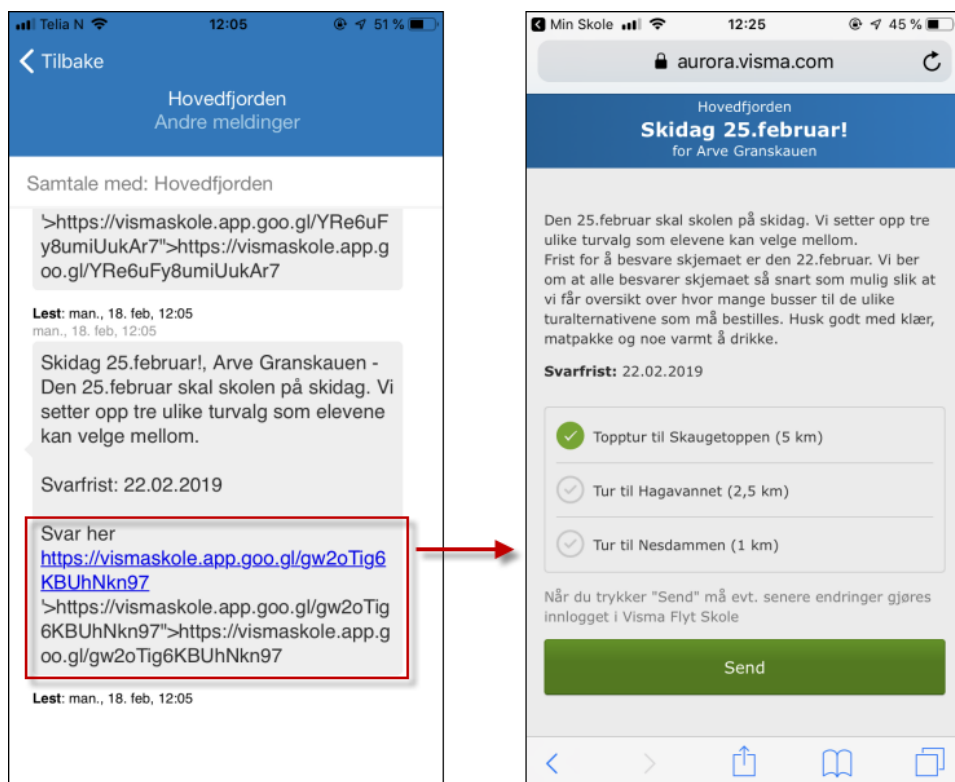 Telia N 12:05 51 %
Tilbake
Hovedfjorden
Andre meldinger
Samtale med: Hovedfjorden
'>https://vismaskole.app.goo.gl/YRe6uF
y8umiUukAr7">https://vismaskole.app.g
oo.gl/YRe6uFy8umiUukAr7
Lest: man., 18. feb, 12:05
man., 18. feb, 12:05
Skidag 25.februar!, Arve Granskauen -
Den 25.februar skal skolen på skidag. Vi
setter opp tre ulike turvalg som elevene
kan velge mellom.
Svarfrist: 22.02.2019
Svar her
https://vismaskole.app.goo.gl/gw2oTig6
KBUhNkn97
'>https://vismaskole.app.goo.gl/gw2oTig
6KBUhNkn97">https://vismaskole.app.g
oo.gl/gw2oTig6KBUhNkn97
Lest: man., 18. feb, 12:05
Min Skole 12:25 45 %
aurora.visma.com
Hovedfjorden
Skidag 25.februar!
for Arve Granskauen
Den 25.februar skal skolen på skidag. Vi setter opp tre
ulike turvalg som elevene kan velge mellom.
Frist for å besvare skjemaet er den 22.februar. Vi ber
om at alle besvarer skjemaet så snart som mulig slik at
vi får oversikt over hvor mange busser til de ulike
turalternativene som må bestilles. Husk godt med klær,
matpakke og noe varmt å drikke.
Svarfrist: 22.02.2019
Topptur til Skaugetoppen (5 km)
Tur til Hagavannet (2,5 km)
Tur til Nesdammen (1 km)
Når du trykker "Send" må evt. senere endringer gjøres
innlogget i Visma Flyt Skole
Send